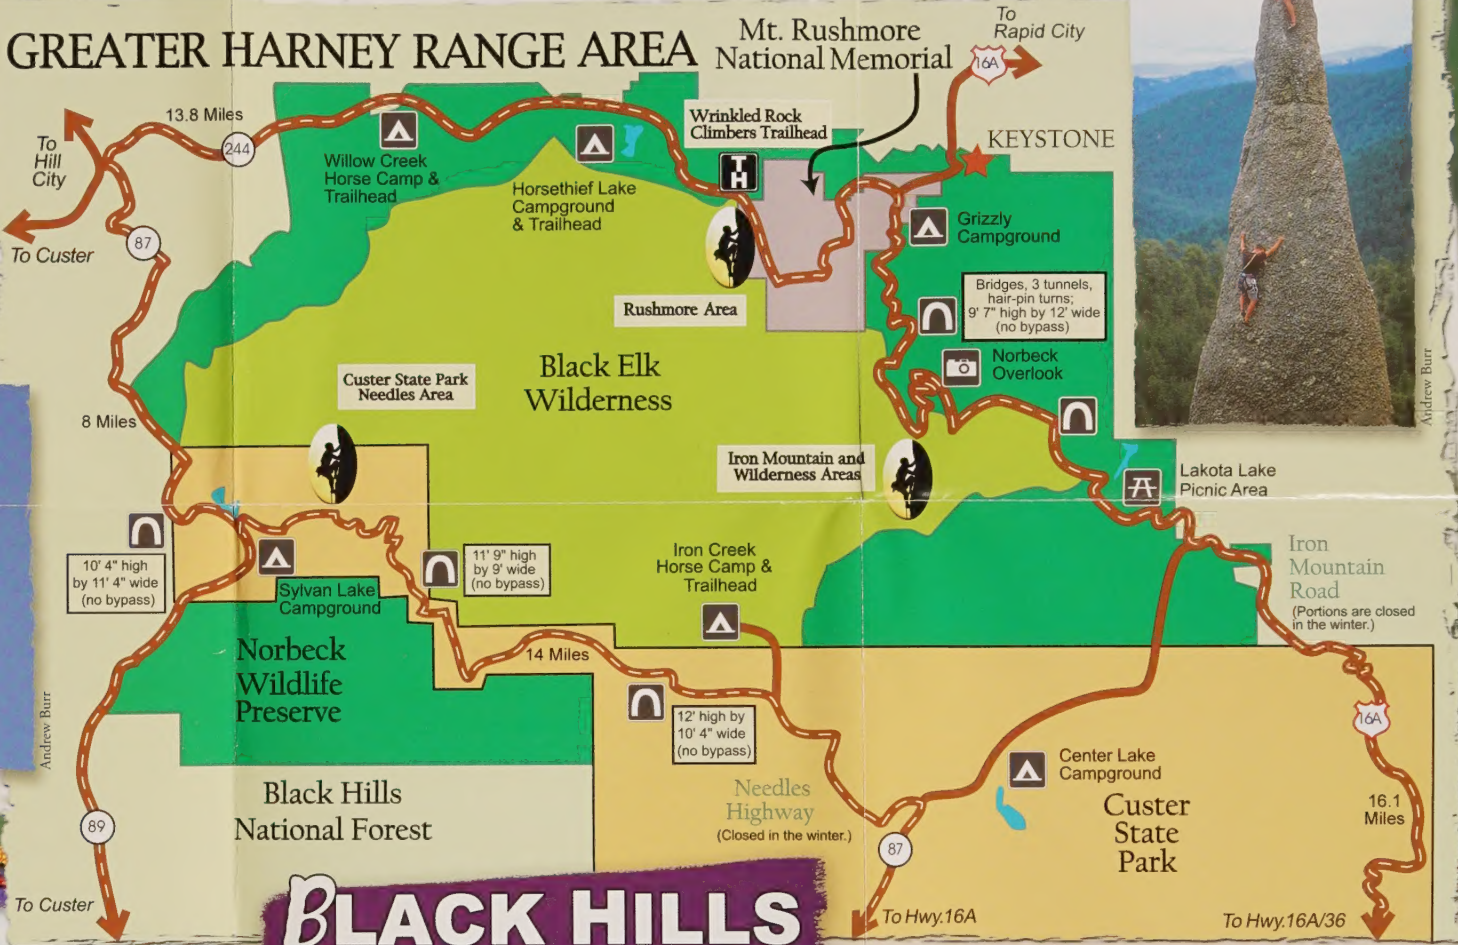 GREATER HARNEY RANGE AREA
Mt. Rushmore
National Memorial
To
Rapid City
16A
13.8 Miles
To
Hill
City
244
Willow Creek
Horse Camp &
Trailhead
Horsethief Lake
Campground
& Trailhead
Wrinkled Rock
Climbers Trailhead
TH
KEYSTONE
To Custer
87
Grizzly
Campground
Bridges, 3 tunnels,
hair-pin turns;
9' 7" high by 12' wide
(no bypass)
Rushmore Area
Norbeck
Overlook
Andrew Burr
Black Elk
Wilderness
Custer State Park
Needles Area
8 Miles
Iron Mountain and
Wilderness Areas
Lakota Lake
Picnic Area
10' 4" high
by 11' 4" wide
(no bypass)
11' 9" high
by 9' wide
(no bypass)
Iron Creek
Horse Camp &
Trailhead
Iron
Mountain
Road
(Portions are closed
in the winter.)
Sylvan Lake
Campground
Norbeck
Wildlife
Preserve
14 Miles
12' high by
10' 4" wide
(no bypass)
Andrew Burr
16A
Center Lake
Campground
Needles
Highway
(Closed in the winter.)
Black Hills
National Forest
Custer
State
Park
16.1
Miles
89
87
To Custer
To Hwy.16A
To Hwy.16A/36
BLACK HILLS